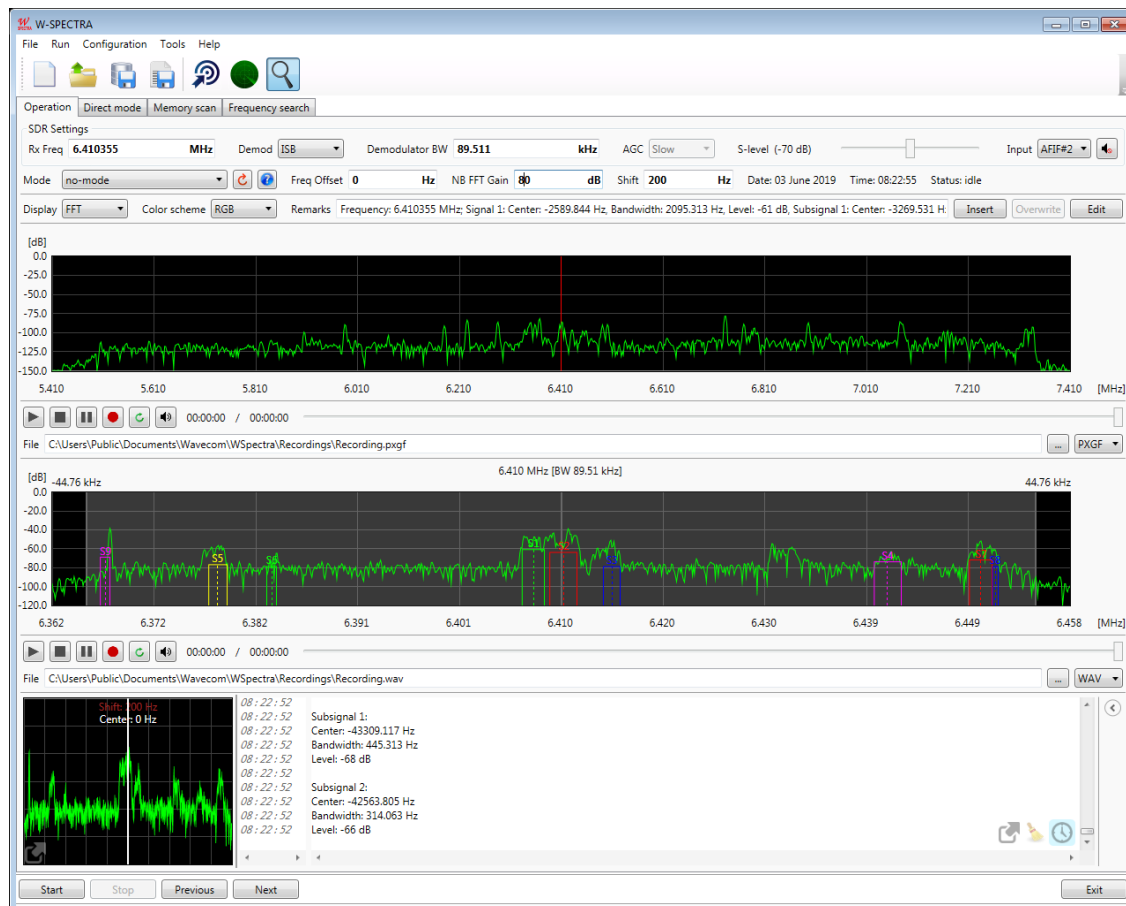 W-SPECTRA
File Run Configuration Tools Help
Operation Direct mode Memory scan Frequency search
SDR Settings
Rx Freq 6.410355 MHz Demod ISB Demodulator BW 89.511 kHz AGC Slow S-level (-70 dB) Input AFIF#2
Mode no-mode Freq Offset 0 Hz NB FFT Gain 80 dB Shift 200 Hz Date: 03 June 2019 Time: 08:22:55 Status: idle
Display FFT Color scheme RGB Remarks Frequency: 6.410355 MHz; Signal 1: Center: -2589.844 Hz, Bandwidth: 2095.313 Hz, Level: -61 dB, Subsignal 1: Center: -3269.531 H Insert Overwrite Edit
[dB]
0.0
-25.0
-50.0
-75.0
-100.0
-125.0
-150.0
5.410 5.610 5.810 6.010 6.210 6.410 6.610 6.810 7.010 7.210 7.410 [MHz]
00:00:00 / 00:00:00
File C:\Users\Public\Documents\Wavecom\WSpectra\Recordings\Recording.pxgf ... PXGF
6.410 MHz [BW 89.51 kHz]
[dB] -44.76 kHz 44.76 kHz
0.0
-20.0
-40.0
-60.0
-80.0
-100.0
-120.0
S5 S1
6.362 6.372 6.382 6.391 6.401 6.410 6.420 6.430 6.439 6.449 6.458 [MHz]
00:00:00 / 00:00:00
File C:\Users\Public\Documents\Wavecom\WSpectra\Recordings\Recording.wav ... WAV
Shift: 200 Hz
Center: 0 Hz
08:22:52
08:22:52 Subsignal 1:
08:22:52 Center: -43309.117 Hz
08:22:52 Bandwidth: 445.313 Hz
08:22:52 Level: -68 dB
08:22:52
08:22:52 Subsignal 2:
08:22:52 Center: -42563.805 Hz
08:22:52 Bandwidth: 314.063 Hz
08:22:52 Level: -66 dB
Start Stop Previous Next Exit